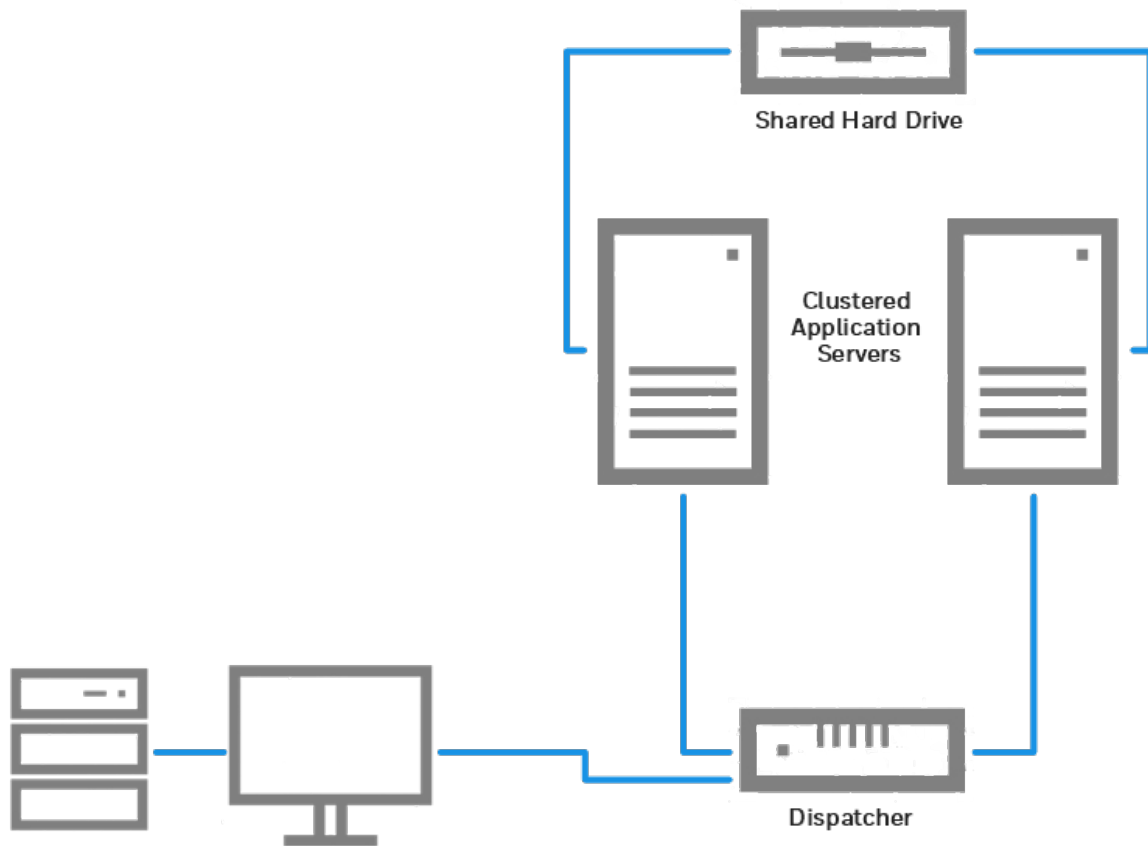 Shared Hard Drive
Clustered
Application
Servers
Dispatcher